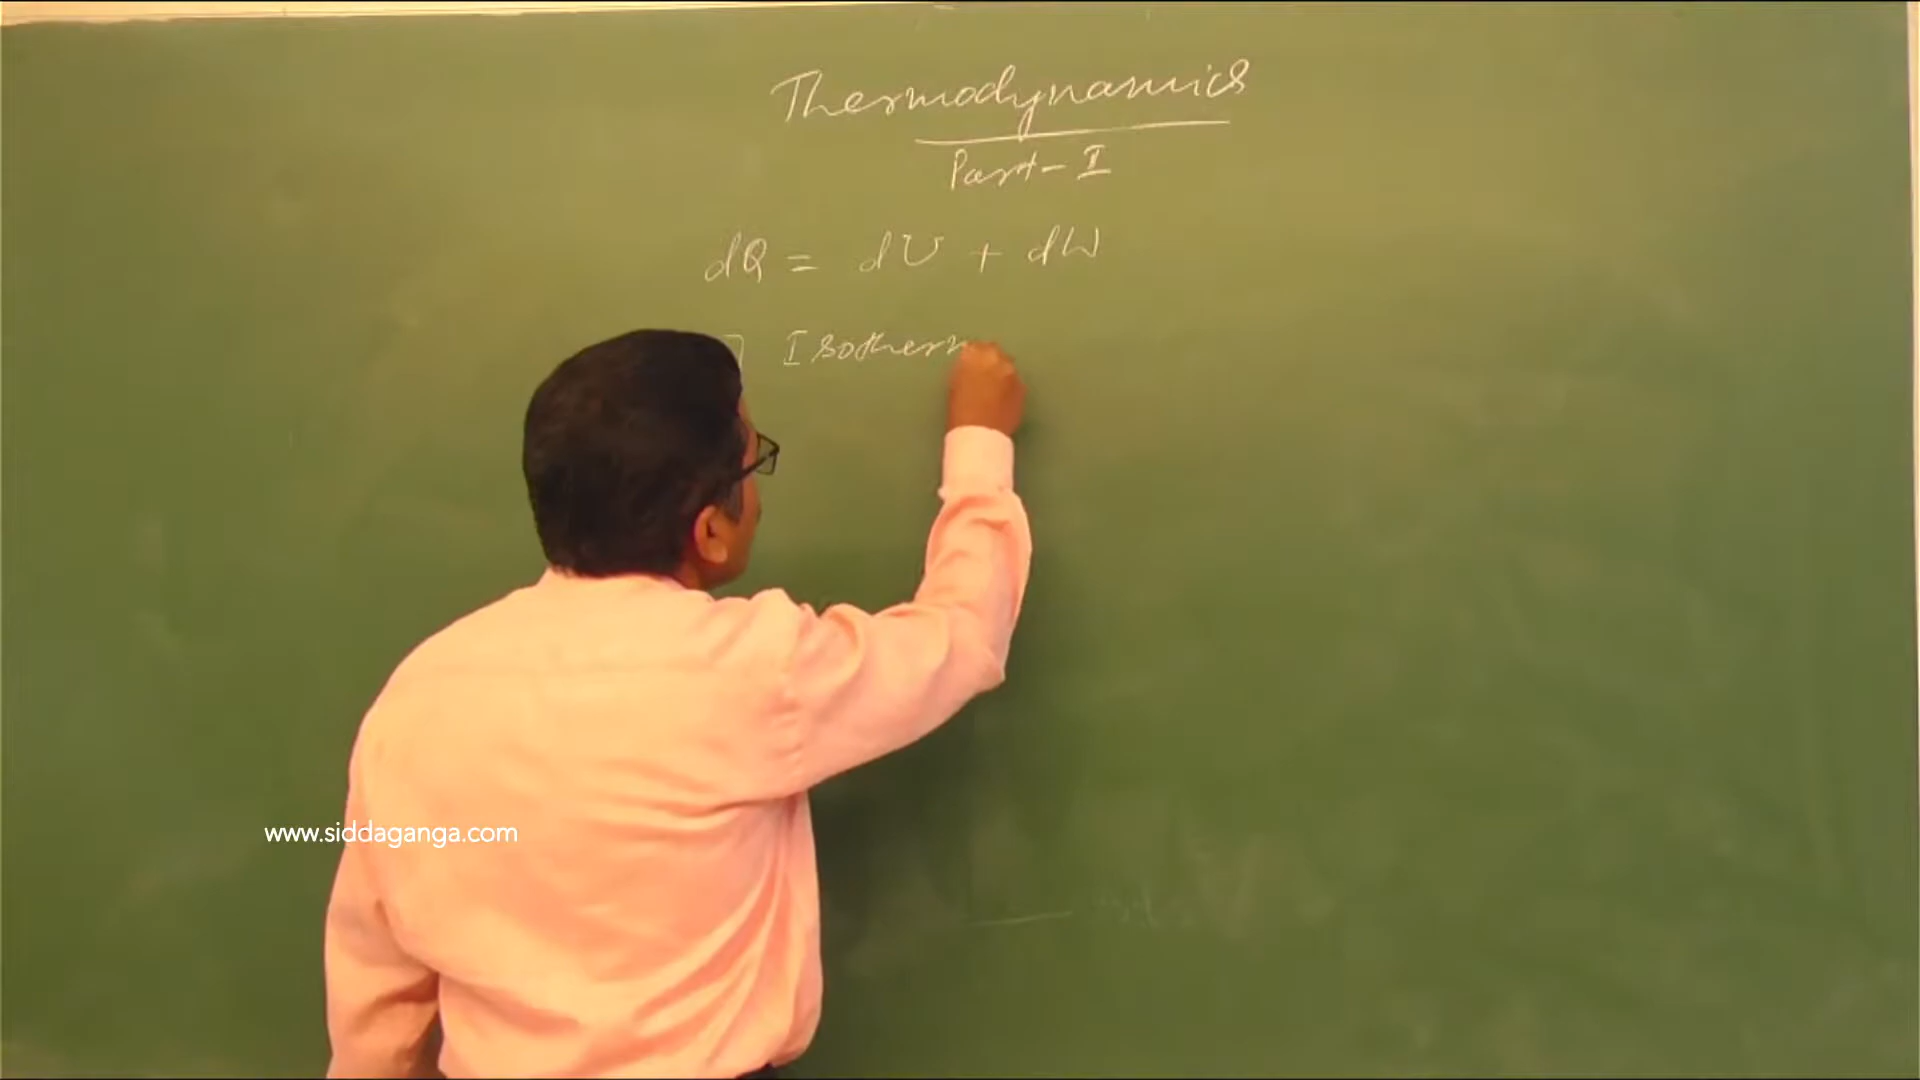 Thermodynamics
Part - I
dQ = dU + dW
] Isotherm
www.siddaganga.com